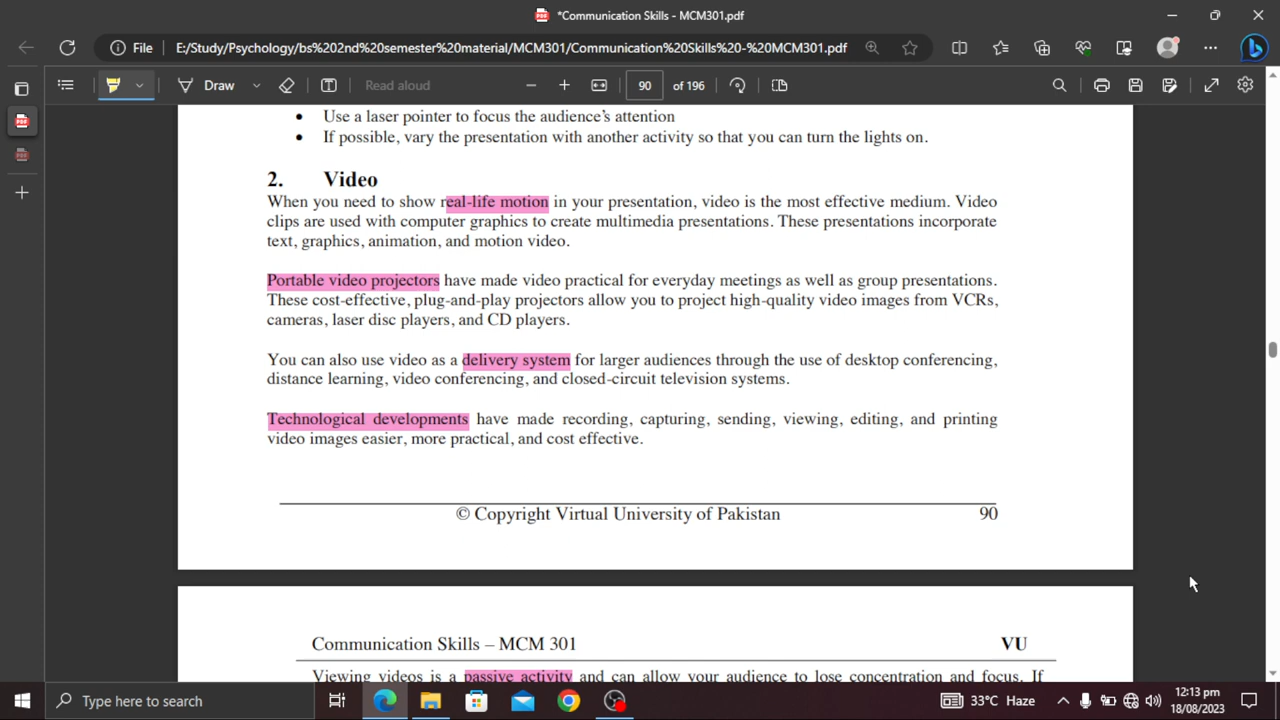 *Communication Skills - MCM301.pdf
File
E:/Study/Psychology/bs%202nd%20semester%20material/MCM301/Communication%20Skills%20-%20MCM301.pdf
Draw
Read aloud
90 of 196
• Use a laser pointer to focus the audience's attention
• If possible, vary the presentation with another activity so that you can turn the lights on.
2. Video
When you need to show real-life motion in your presentation, video is the most effective medium. Video
clips are used with computer graphics to create multimedia presentations. These presentations incorporate
text, graphics, animation, and motion video.
Portable video projectors have made video practical for everyday meetings as well as group presentations.
These cost-effective, plug-and-play projectors allow you to project high-quality video images from VCRs,
cameras, laser disc players, and CD players.
You can also use video as a delivery system for larger audiences through the use of desktop conferencing,
distance learning, video conferencing, and closed-circuit television systems.
Technological developments have made recording, capturing, sending, viewing, editing, and printing
video images easier, more practical, and cost effective.
© Copyright Virtual University of Pakistan 90
Communication Skills – MCM 301 VU
Viewing videos is a passive activity and can allow your audience to lose concentration and focus. If
Type here to search
33°C Haze
12:13 pm
18/08/2023